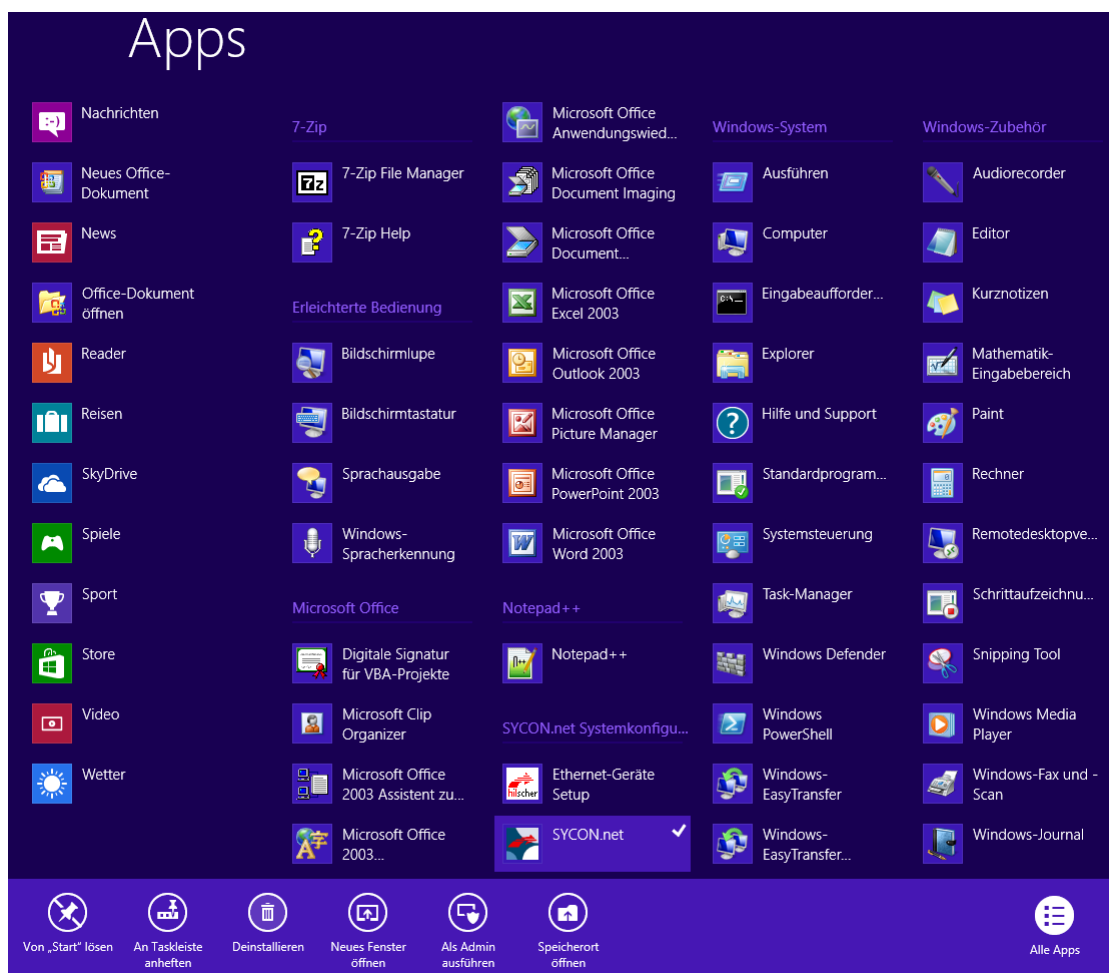 Apps
Nachrichten
Neues Office-
Dokument
News
Office-Dokument
öffnen
Reader
Reisen
SkyDrive
Spiele
Sport
Store
Video
Wetter
7-Zip
7-Zip File Manager
7-Zip Help
Erleichterte Bedienung
Bildschirmlupe
Bildschirmtastatur
Sprachausgabe
Windows-
Spracherkennung
Microsoft Office
Digitale Signatur
für VBA-Projekte
Microsoft Clip
Organizer
Microsoft Office
2003 Assistent zu...
Microsoft Office
2003...
Microsoft Office
Anwendungswied...
Microsoft Office
Document Imaging
Microsoft Office
Document...
Microsoft Office
Excel 2003
Microsoft Office
Outlook 2003
Microsoft Office
Picture Manager
Microsoft Office
PowerPoint 2003
Microsoft Office
Word 2003
Notepad++
Notepad++
SYCON.net Systemkonfigu...
hilscher
Ethernet-Geräte
Setup
SYCON.net
Windows-System
Ausführen
Computer
Eingabeaufforder...
Explorer
Hilfe und Support
Standardprogram...
Systemsteuerung
Task-Manager
Windows Defender
Windows
PowerShell
Windows-
EasyTransfer
Windows-
EasyTransfer...
Windows-Zubehör
Audiorecorder
Editor
Kurznotizen
Mathematik-
Eingabebereich
Paint
Rechner
Remotedesktopve...
Schrittaufzeichnu...
Snipping Tool
Windows Media
Player
Windows-Fax und -
Scan
Windows-Journal
Von „Start" lösen
An Taskleiste
anheften
Deinstallieren
Neues Fenster
öffnen
Als Admin
ausführen
Speicherort
öffnen
Alle Apps